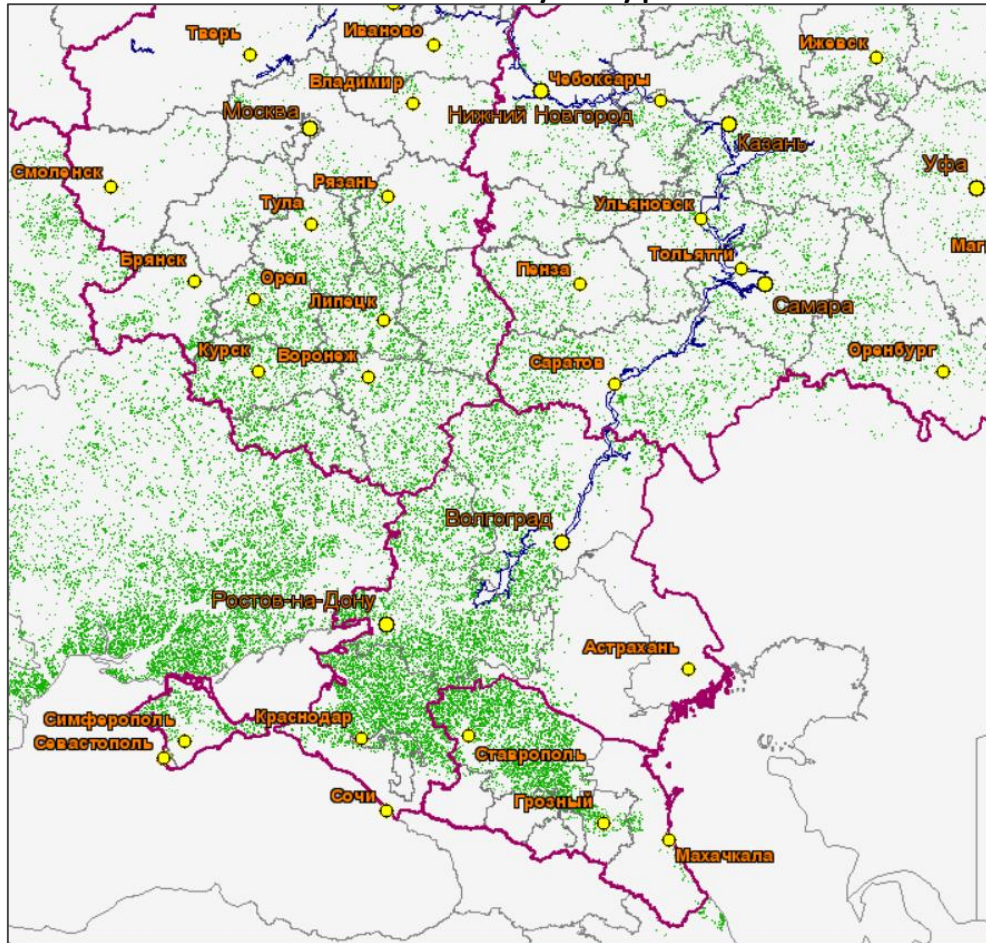 Тверь
Иваново
Ижевск
Владимир
Чебоксары
Москва
Нижний Новгород
Казань
Смоленск
Рязань
Уфа
Тула
Ульяновск
Брянск
Орел
Пенза
Тольятти
Маг
Липецк
Самара
Курск
Воронеж
Саратов
Оренбург
Волгоград
Ростов-на-Дону
Астрахань
Симферополь
Краснодар
Севастополь
Ставрополь
Сочи
Грозный
Махачкала